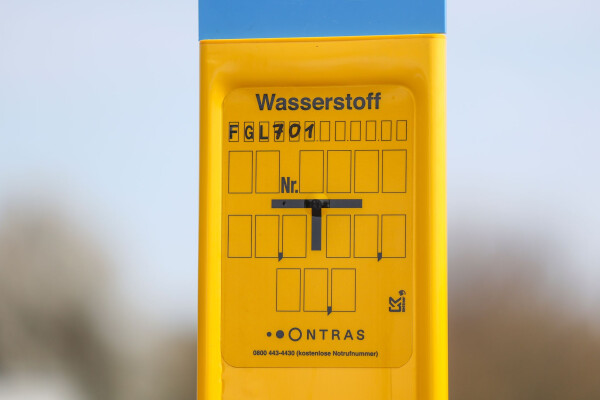 Wasserstoff
FGL701
Nr.
ONTRAS
0800 443-4430 (kostenlose Notrufnummer)